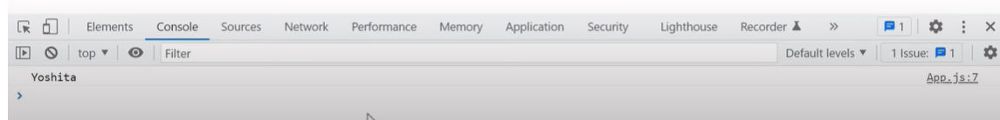 Elements Console Sources Network Performance Memory Application Security Lighthouse Recorder » 1
top ▼ Filter Default levels ▼ 1 Issue: 1
Yoshita App.js:7
>